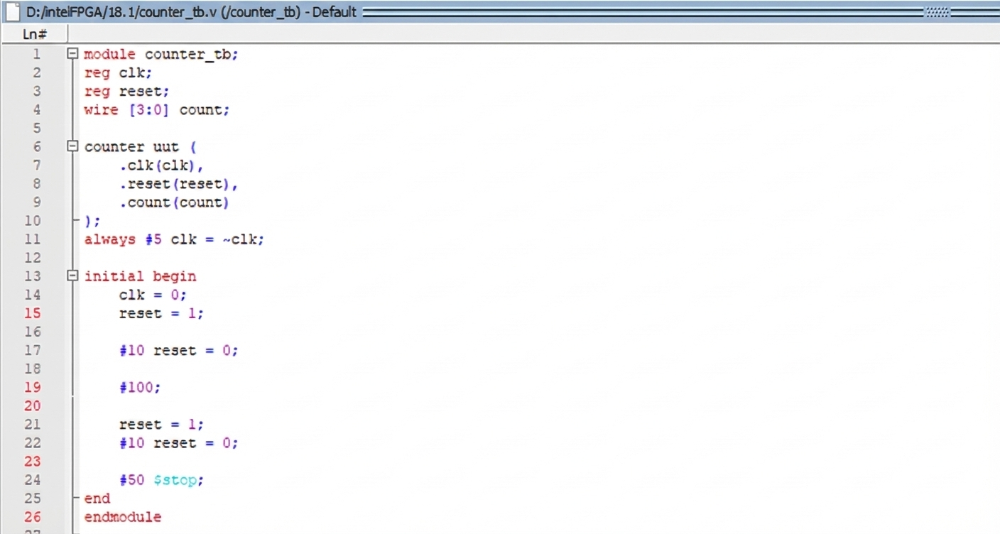 D:/intelFPGA/18.1/counter_tb.v (/counter_tb) - Default
Ln#
1 module counter_tb;
2 reg clk;
3 reg reset;
4 wire [3:0] count;
5
6 counter uut (
7 .clk(clk),
8 .reset(reset),
9 .count(count)
10 );
11 always #5 clk = ~clk;
12
13 initial begin
14 clk = 0;
15 reset = 1;
16
17 #10 reset = 0;
18
19 #100;
20
21 reset = 1;
22 #10 reset = 0;
23
24 #50 $stop;
25 end
26 endmodule
27